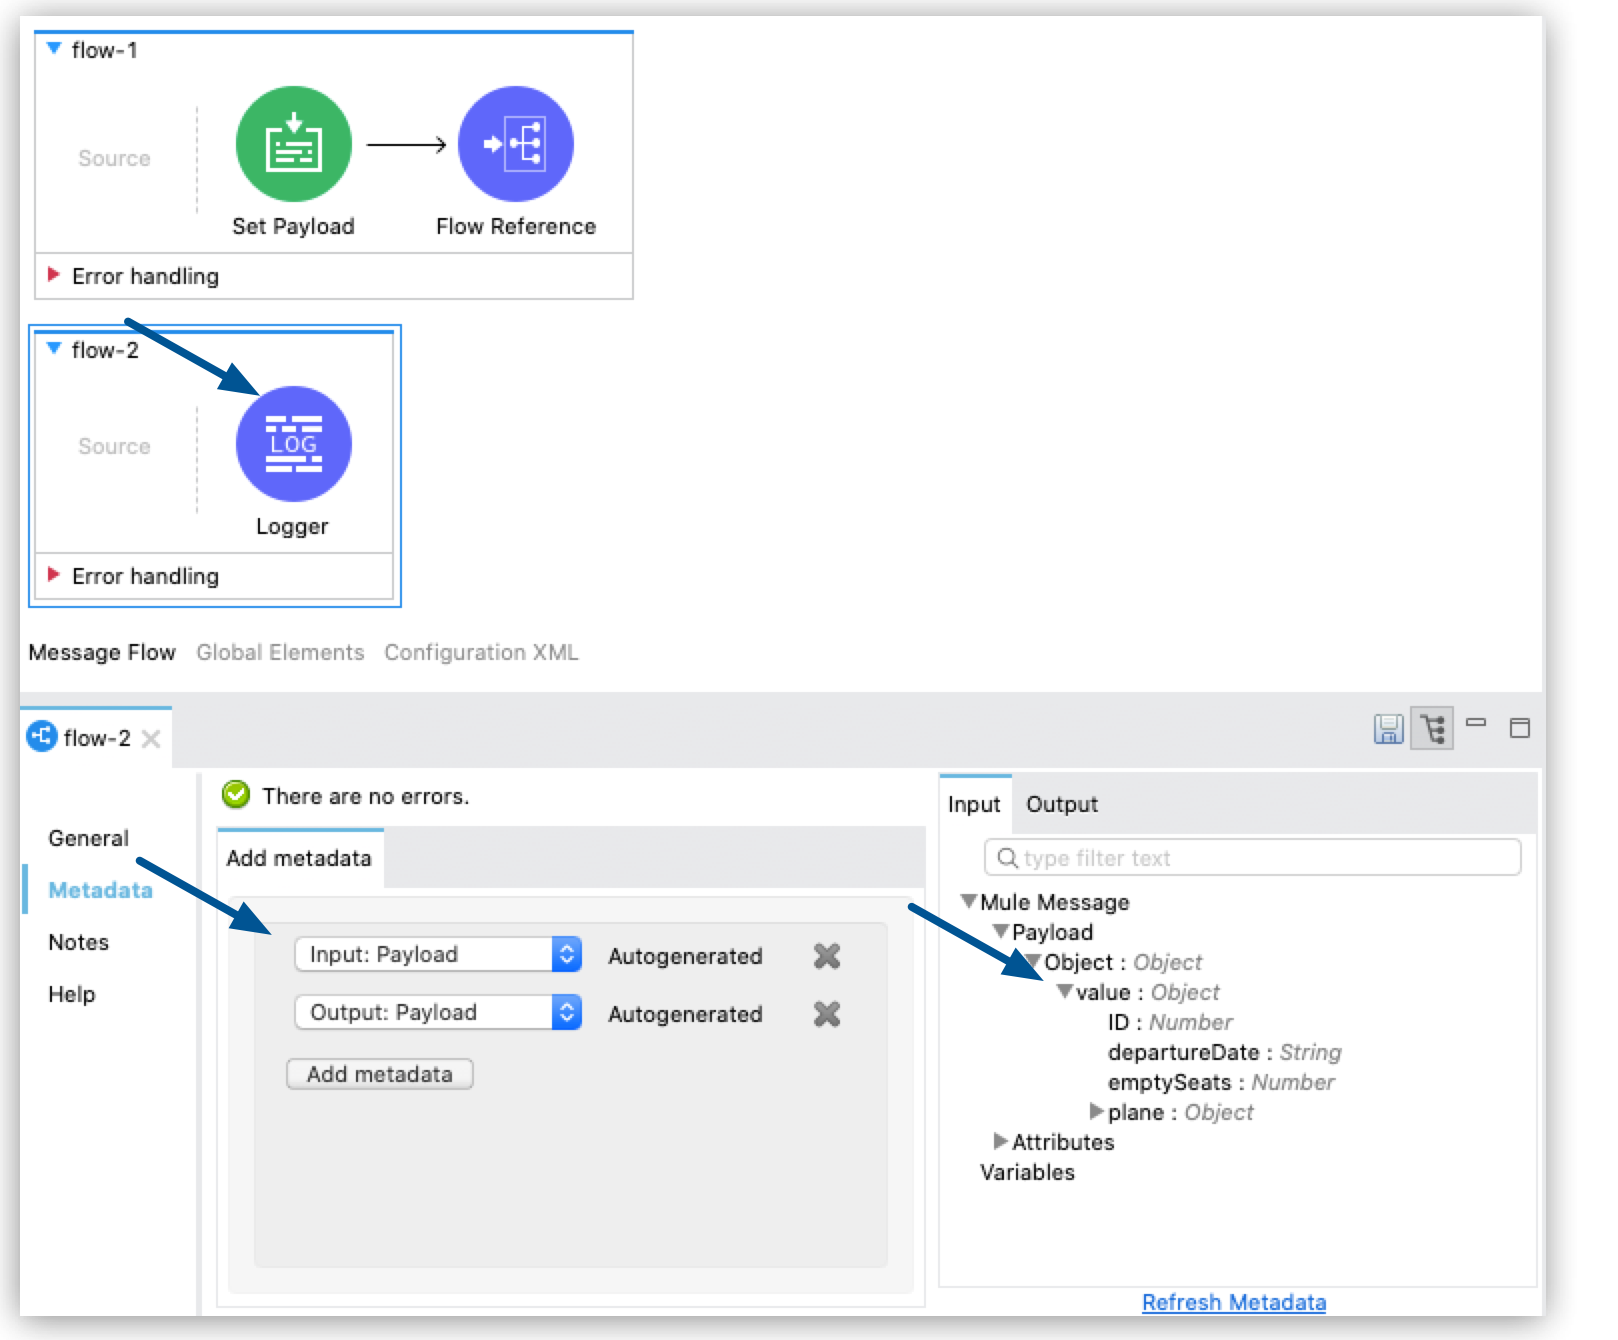 flow-1
Source
Set Payload
Flow Reference
Error handling
flow-2
Source
LOG
Logger
Error handling
Message Flow Global Elements Configuration XML
flow-2
There are no errors.
General
Metadata
Notes
Help
Add metadata
Input: Payload Autogenerated
Output: Payload Autogenerated
Add metadata
Input Output
type filter text
Mule Message
Payload
Object : Object
value : Object
ID : Number
departureDate : String
emptySeats : Number
plane : Object
Attributes
Variables
Refresh Metadata